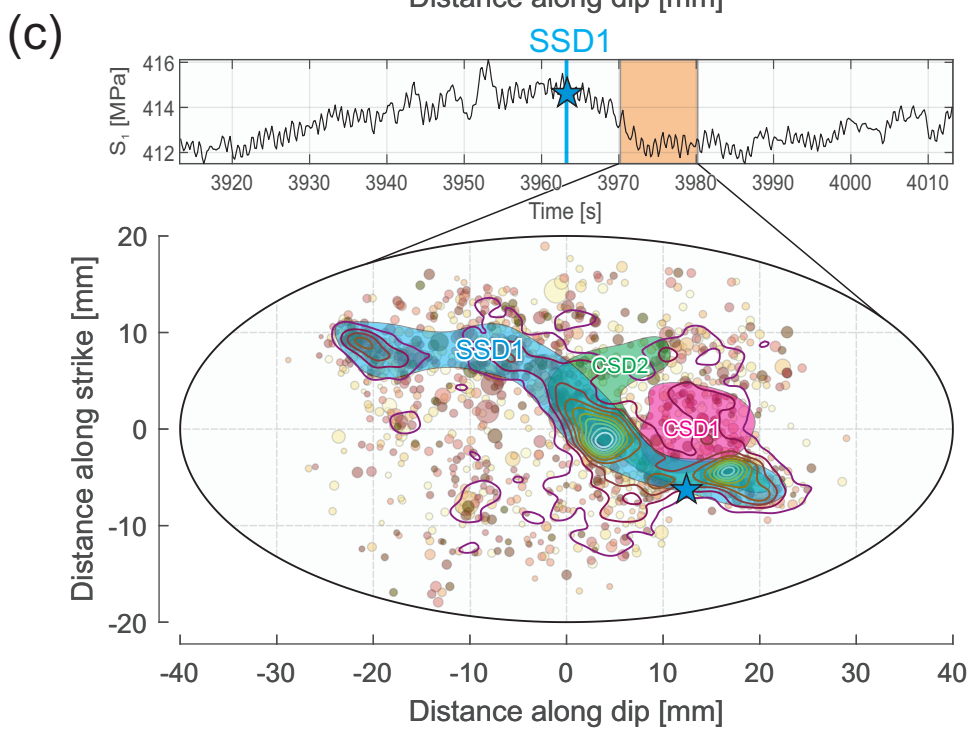 Distance along dip [mm]
(c)
SSD1
S₁ [MPa]
416
414
412
3920 3930 3940 3950 3960 3970 3980 3990 4000 4010
Time [s]
Distance along strike [mm]
20
10
0
-10
-20
SSD1
CSD2
CSD1
-40 -30 -20 -10 0 10 20 30 40
Distance along dip [mm]